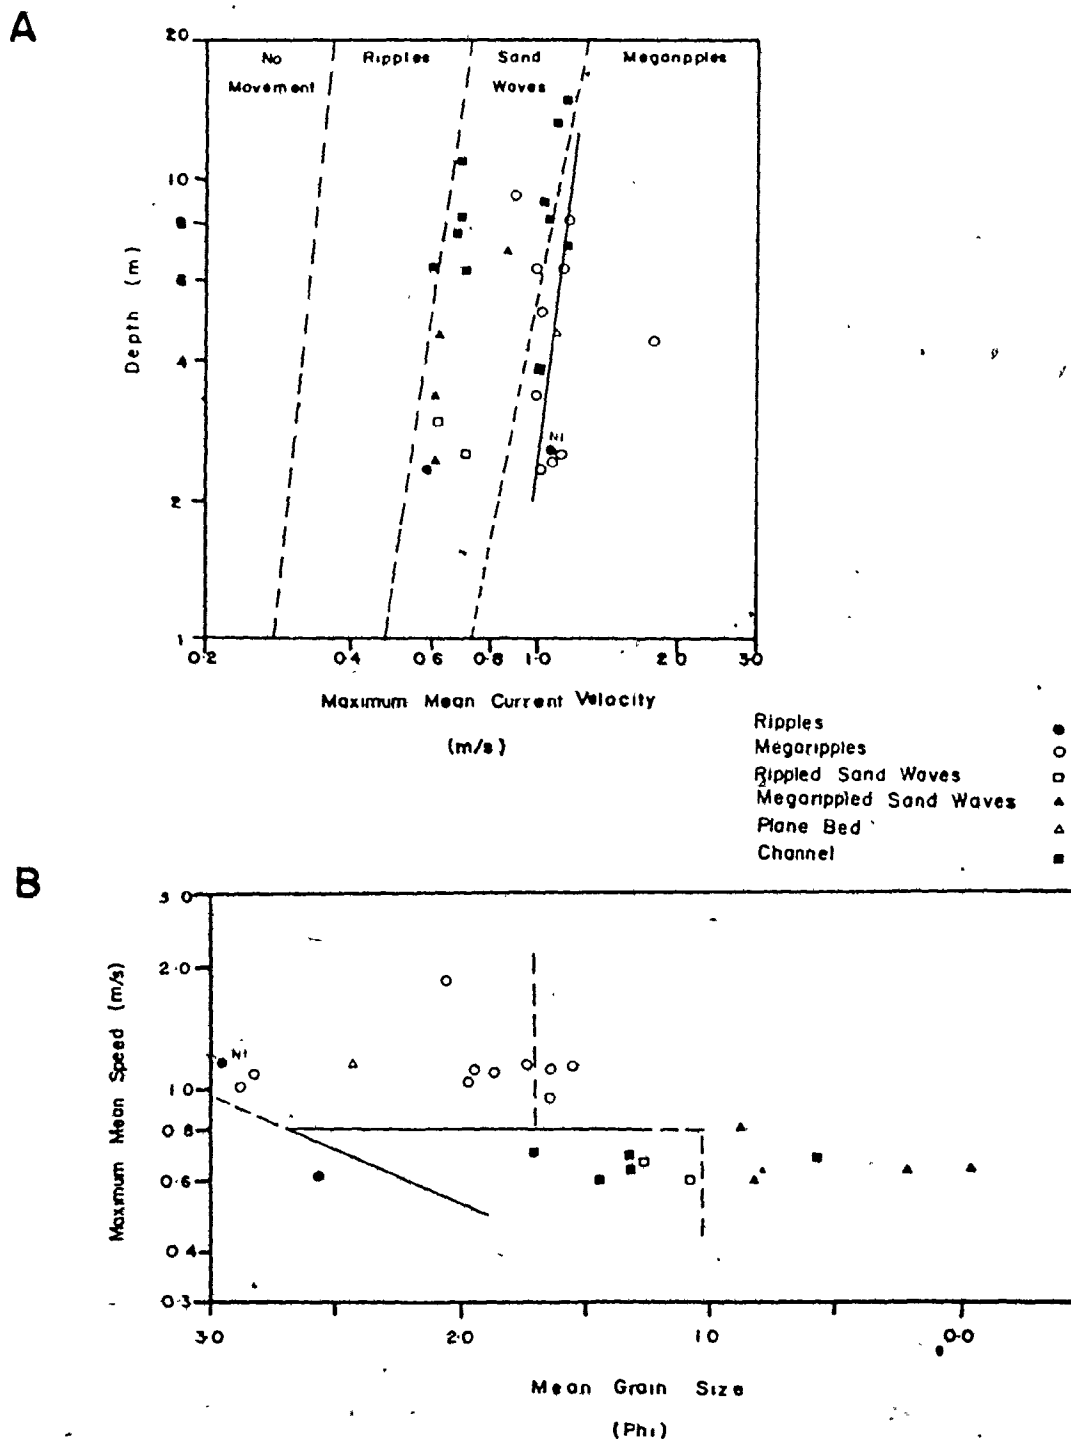 A
20
No
Movement
Ripples
Sand
Waves
Megaripples
10
8
6
4
2
1
Depth (m)
N1
0.2 0.4 0.6 0.8 1.0 2.0 3.0
Maximum Mean Current Velocity
(m/s)
Ripples
Megaripples
Rippled Sand Waves
Megarippled Sand Waves
Plane Bed
Channel
B
3.0
2.0
1.0
0.8
0.6
0.4
0.3
Maximum Mean Speed (m/s)
N1
3.0 2.0 1.0 0.0
Mean Grain Size
(Phi)